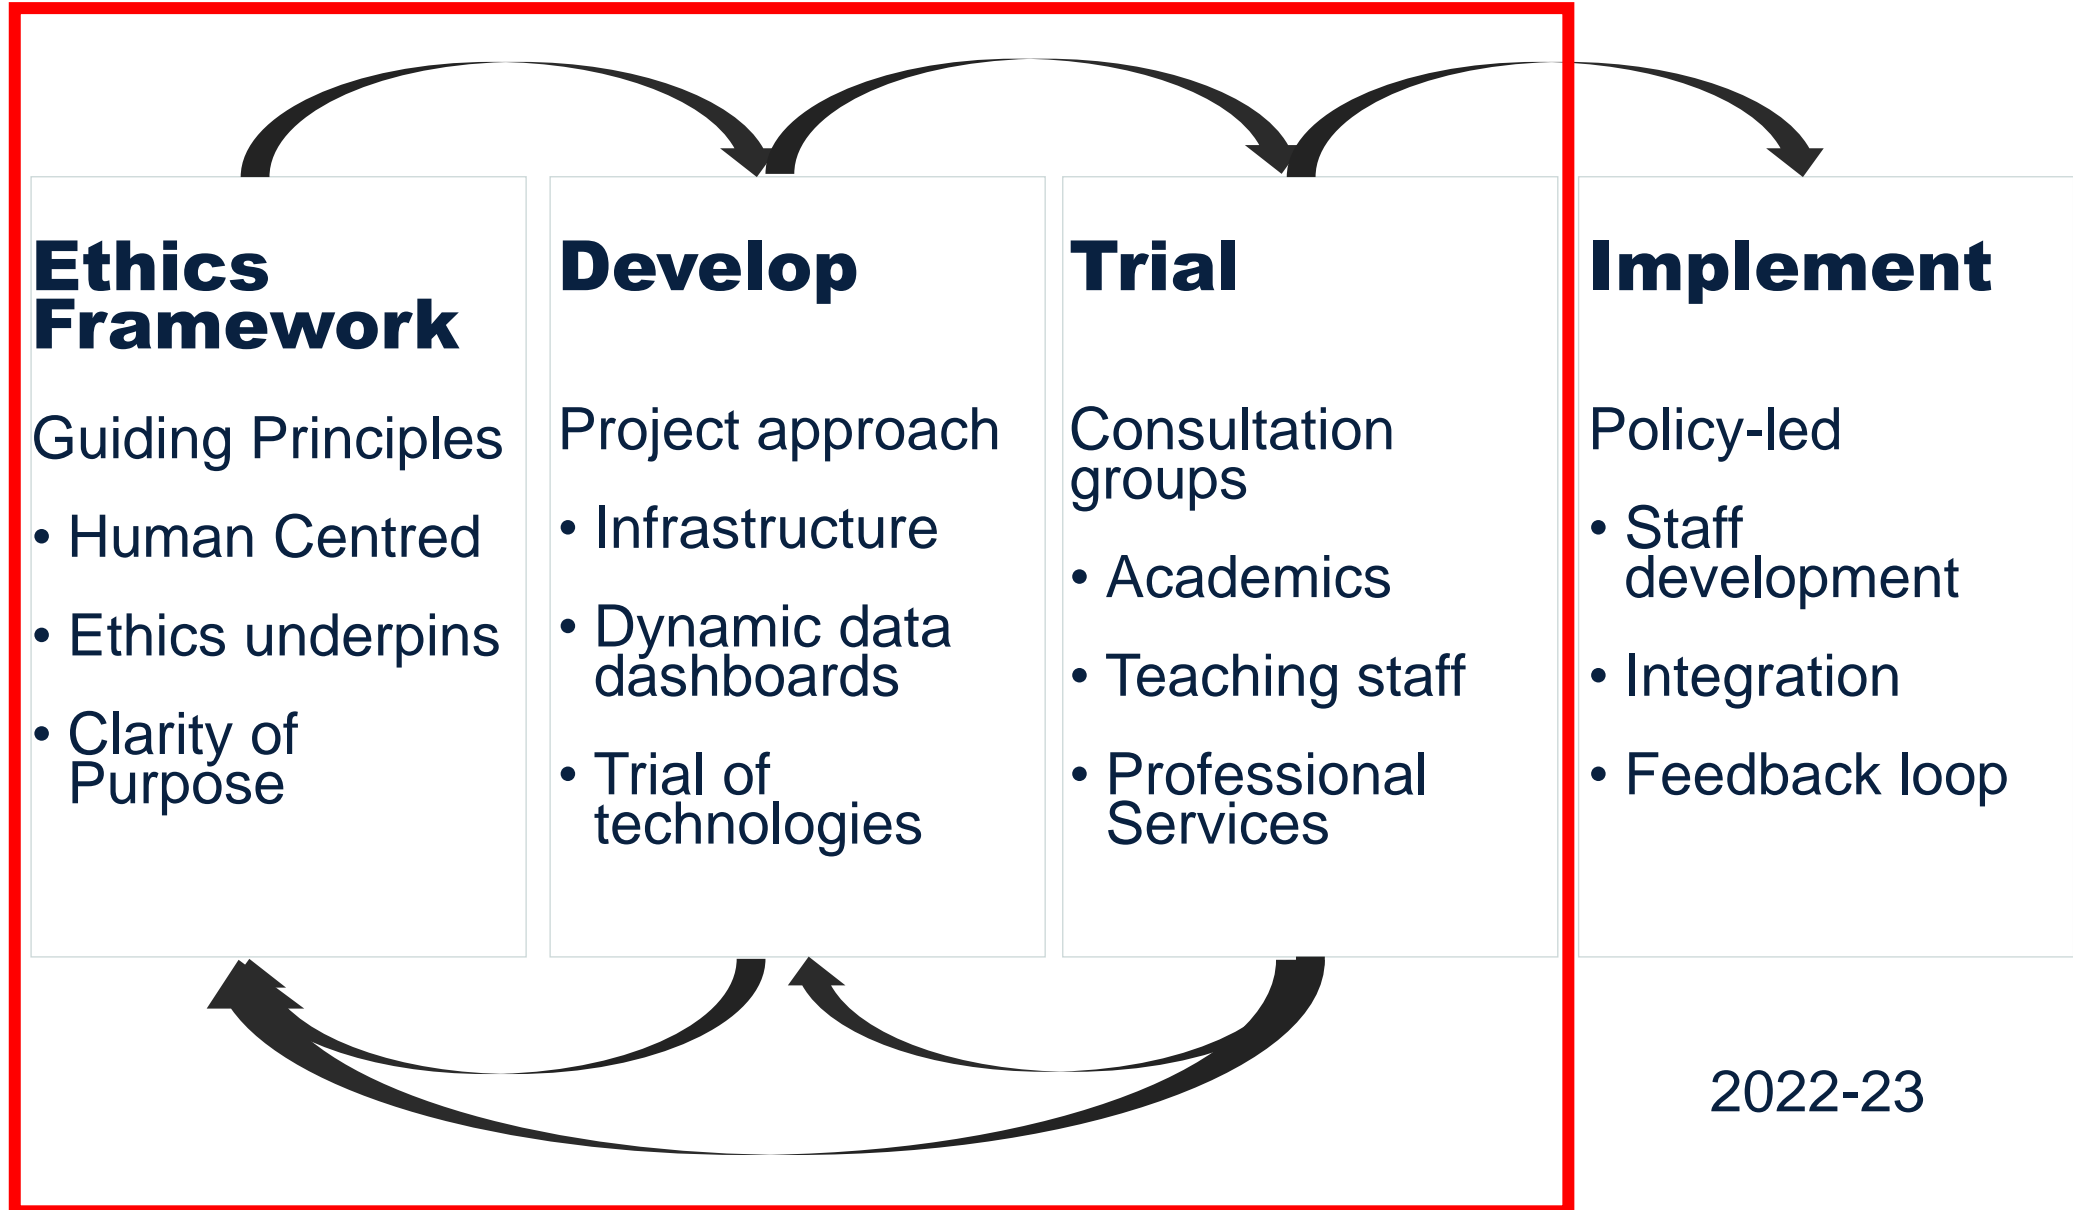 Ethics
Framework
Guiding Principles
• Human Centred
• Ethics underpins
• Clarity of
Purpose
Develop
Project approach
• Infrastructure
• Dynamic data
dashboards
• Trial of
technologies
Trial
Consultation
groups
• Academics
• Teaching staff
• Professional
Services
Implement
Policy-led
• Staff
development
• Integration
• Feedback loop
2022-23